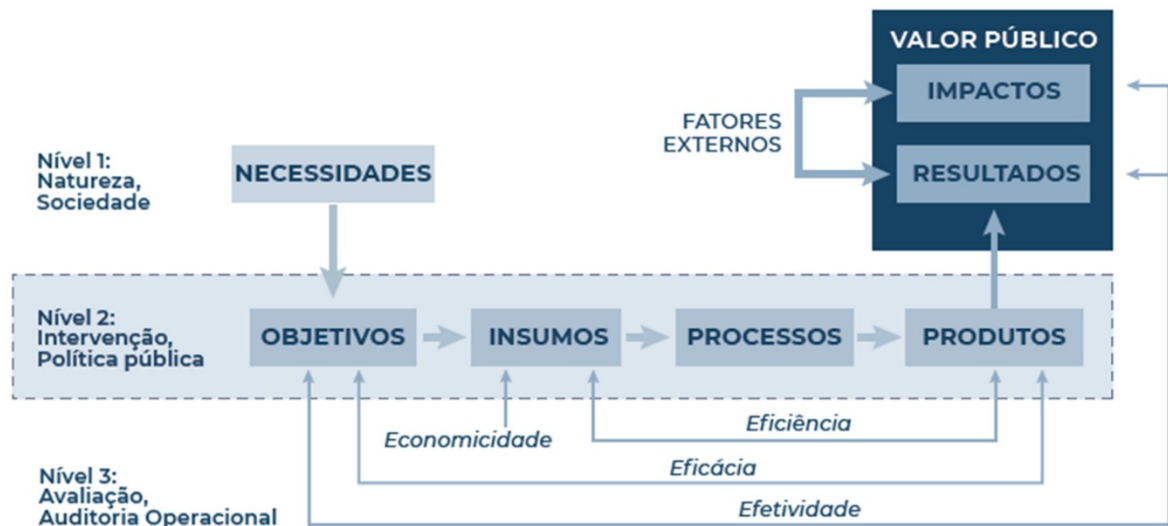 VALOR PÚBLICO
IMPACTOS
FATORES
EXTERNOS
RESULTADOS
Nível 1:
Natureza,
Sociedade
NECESSIDADES
Nível 2:
Intervenção,
Política pública
OBJETIVOS
INSUMOS
PROCESSOS
PRODUTOS
Economicidade
Eficiência
Eficácia
Efetividade
Nível 3:
Avaliação,
Auditoria Operacional